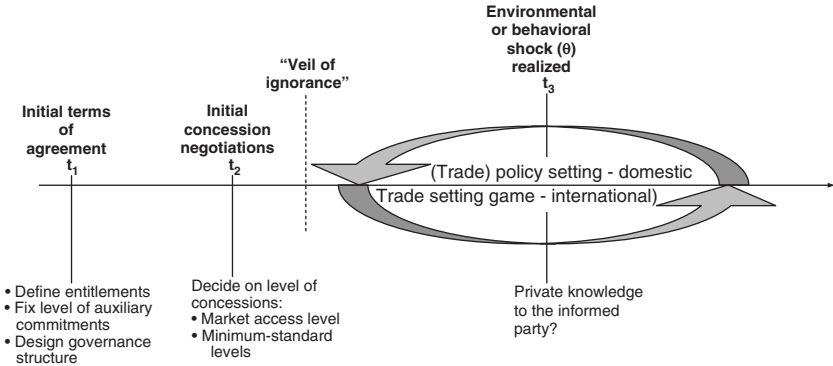 Initial terms
of
agreement
t1
Initial
concession
negotiations
t2
“Veil of
ignorance”
Environmental
or behavioral
shock (θ)
realized
t3
(Trade) policy setting - domestic
Trade setting game - international)
• Define entitlements
• Fix level of auxiliary
commitments
• Design governance
structure
Decide on level of
concessions:
• Market access level
• Minimum-standard
levels
Private knowledge
to the informed
party?